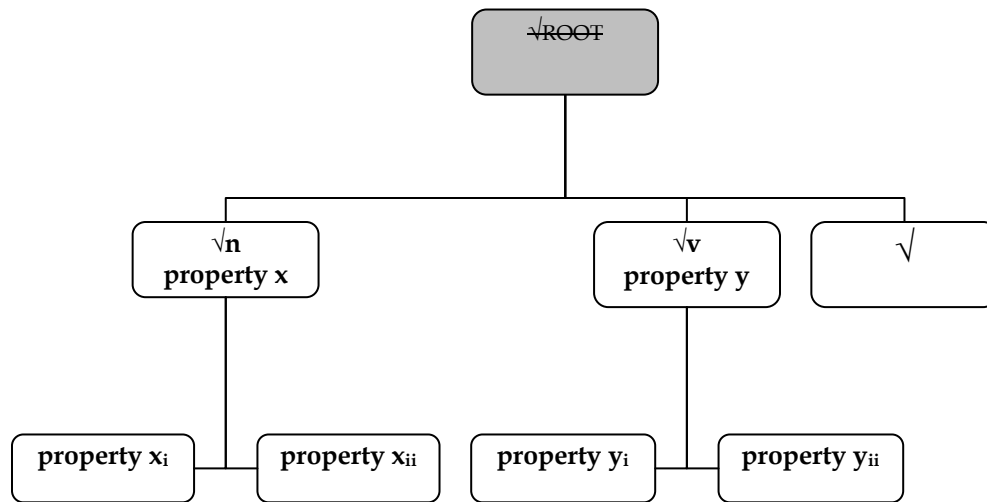 √ROOT
√n
property x
√v
property y
√
property xi
property xii
property yi
property yii